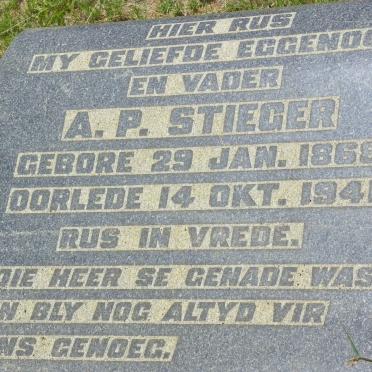 HIER RUS
MY GELIEFDE EGGENOO
EN VADER
A. P. STIEGER
GEBORE 29 JAN. 1868
OORLEDE 14 OKT. 1941
RUS IN VREDE.
DIE HEER SE GENADE WAS
N BLY NOG ALTYD VIR
NS GENOEG.